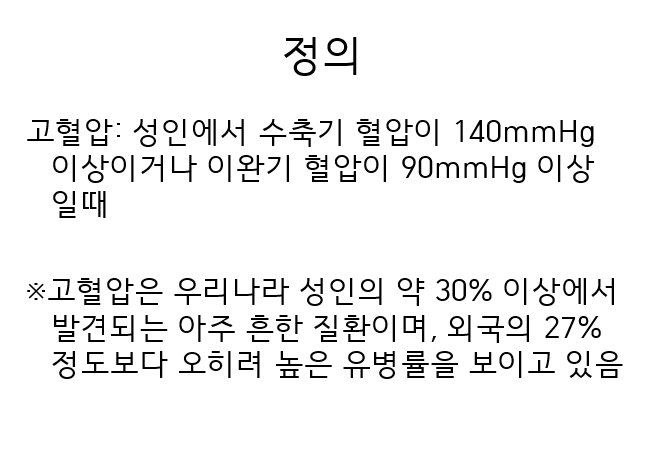 정의
고혈압: 성인에서 수축기 혈압이 140mmHg
이상이거나 이완기 혈압이 90mmHg 이상
일때
※고혈압은 우리나라 성인의 약 30% 이상에서
발견되는 아주 흔한 질환이며, 외국의 27%
정도보다 오히려 높은 유병률을 보이고 있음